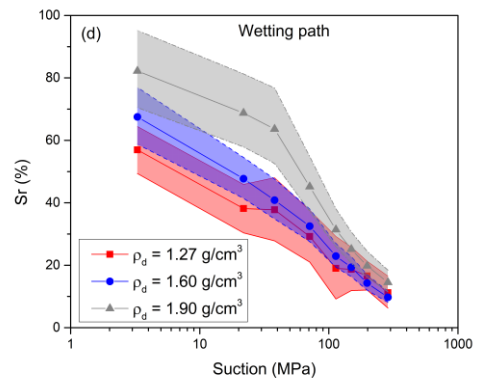 (d) Wetting path
100
80
60
40
20
0
Sr (%)
ρd = 1.27 g/cm³
ρd = 1.60 g/cm³
ρd = 1.90 g/cm³
1 10 100 1000
Suction (MPa)